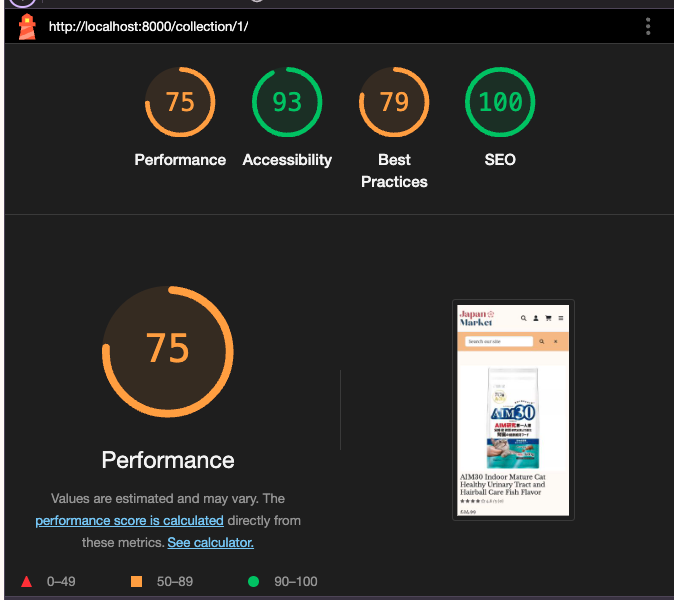 http://localhost:8000/collection/1/
75
93
79
100
Performance
Accessibility
Best
Practices
SEO
75
Performance
Values are estimated and may vary. The
performance score is calculated directly from
these metrics. See calculator.
0–49
50–89
90–100
Japan
Market
Search our site
AIM30
AIM30 Indoor Mature Cat
Healthy Urinary Tract and
Hairball Care Fish Flavor